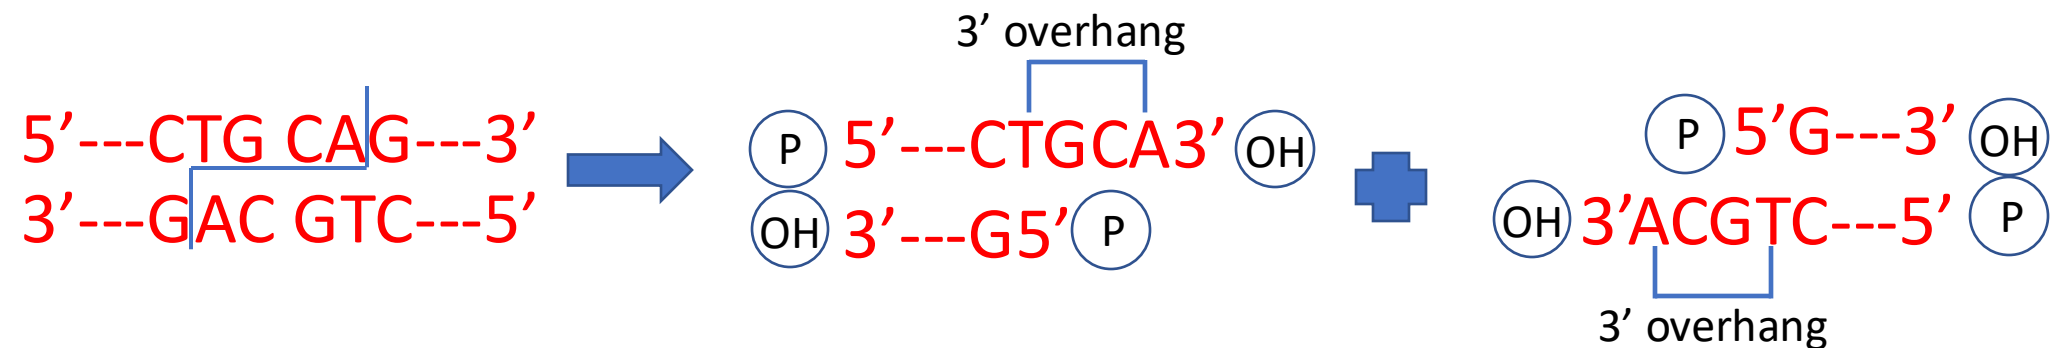 3’ overhang
5’---CTG CAG---3’
3’---GAC GTC---5’
P 5’---CTGCA3’ OH
OH 3’---G5’ P
P 5’G---3’ OH
OH 3’ACGTC---5’ P
3’ overhang